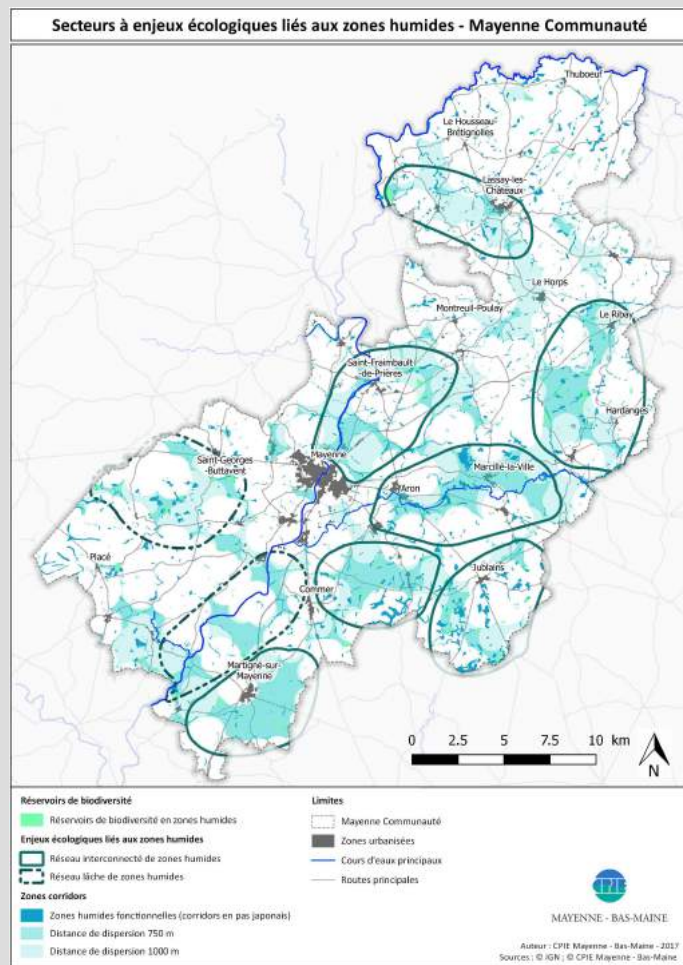 Secteurs à enjeux écologiques liés aux zones humides - Mayenne Communauté
Thuboeuf
Le Housseau-
Brétignolles
Lassay-les-
Châteaux
Le Horps
Montreuil-Poulay
Le Ribay
Saint-Fraimbault
-de-Prières
Hardanges
Saint-Georges-
Buttavent
Mayenne
Marcillé-la-Ville
Aron
Placé
Jublains
Commer
Martigné-sur-
Mayenne
0 2.5 5 7.5 10 km
N
Réservoirs de biodiversité
Réservoirs de biodiversité en zones humides
Enjeux écologiques liés aux zones humides
Réseau interconnecté de zones humides
Réseau lâche de zones humides
Zones corridors
Zones humides fonctionnelles (corridors en pas japonais)
Distance de dispersion 750 m
Distance de dispersion 1000 m
Limites
Mayenne Communauté
Zones urbanisées
Cours d'eaux principaux
Routes principales
CPIE
MAYENNE - BAS-MAINE
Auteur : CPIE Mayenne - Bas-Maine - 2017
Sources : © IGN ; © CPIE Mayenne - Bas-Maine